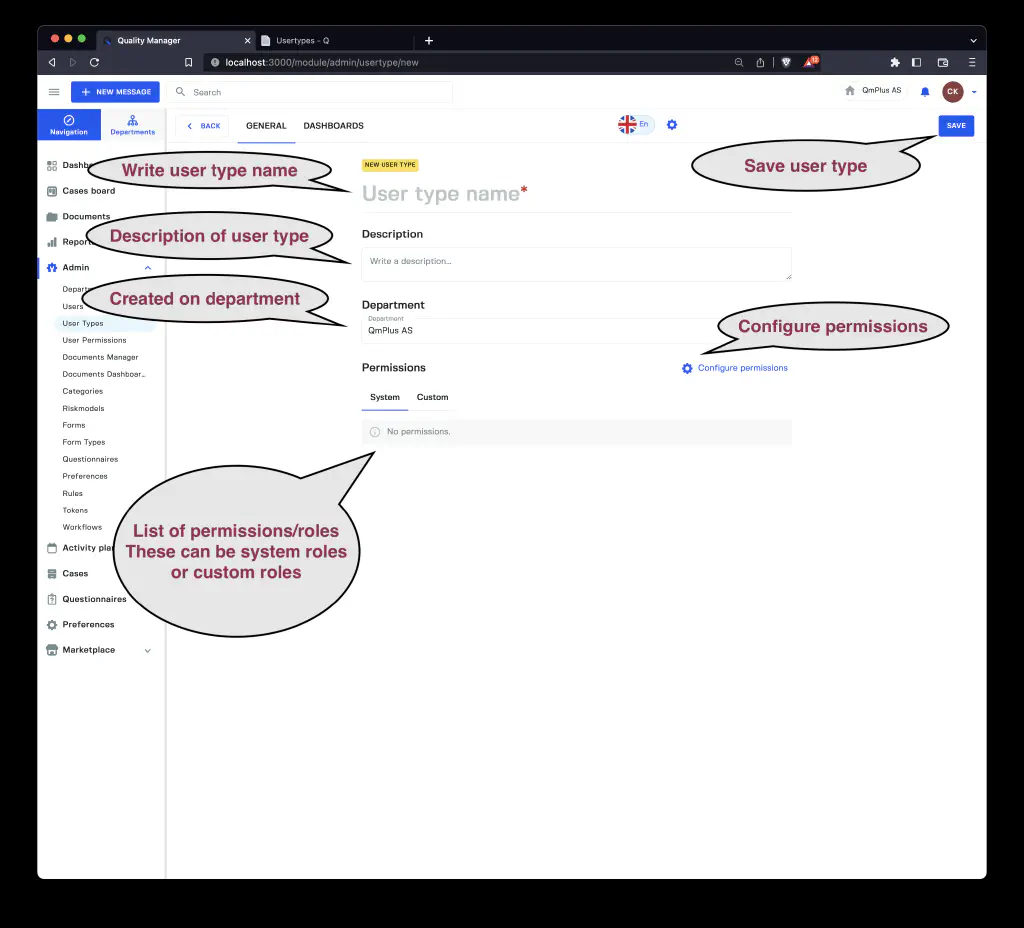 Quality Manager
Usertypes - Q
localhost:3000/module/admin/usertype/new
13
NEW MESSAGE
Search
QmPlus AS
CK
Navigation
Departments
BACK
GENERAL
DASHBOARDS
En
SAVE
Cases board
Documents
Admin
Users
User Types
User Permissions
Documents Manager
Documents Dashboar...
Categories
Riskmodels
Forms
Form Types
Questionnaires
Preferences
Rules
Tokens
Workflows
Cases
Questionnaires
Preferences
Marketplace
Write user type name
Save user type
NEW USER TYPE
User type name*
Description of user type
Description
Write a description...
Created on department
Department
Department
QmPlus AS
Configure permissions
Permissions
Configure permissions
System
Custom
No permissions.
List of permissions/roles
These can be system roles
or custom roles